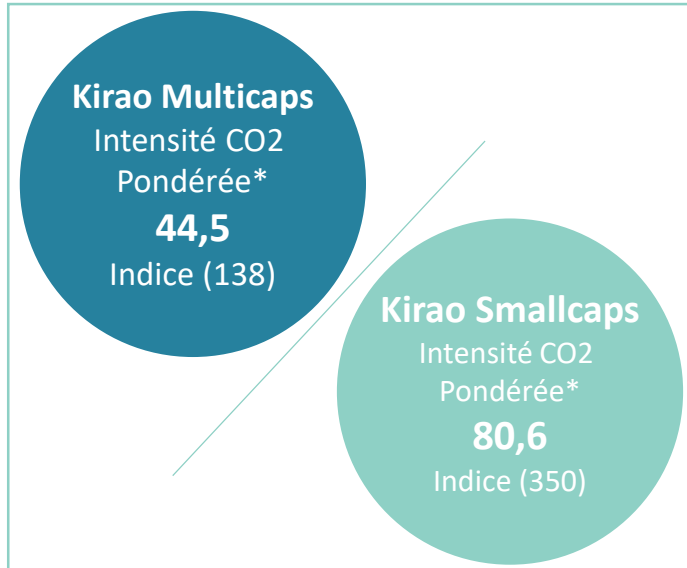 Kirao Multicaps
Intensité CO2
Pondérée*
44,5
Indice (138)
Kirao Smallcaps
Intensité CO2
Pondérée*
80,6
Indice (350)